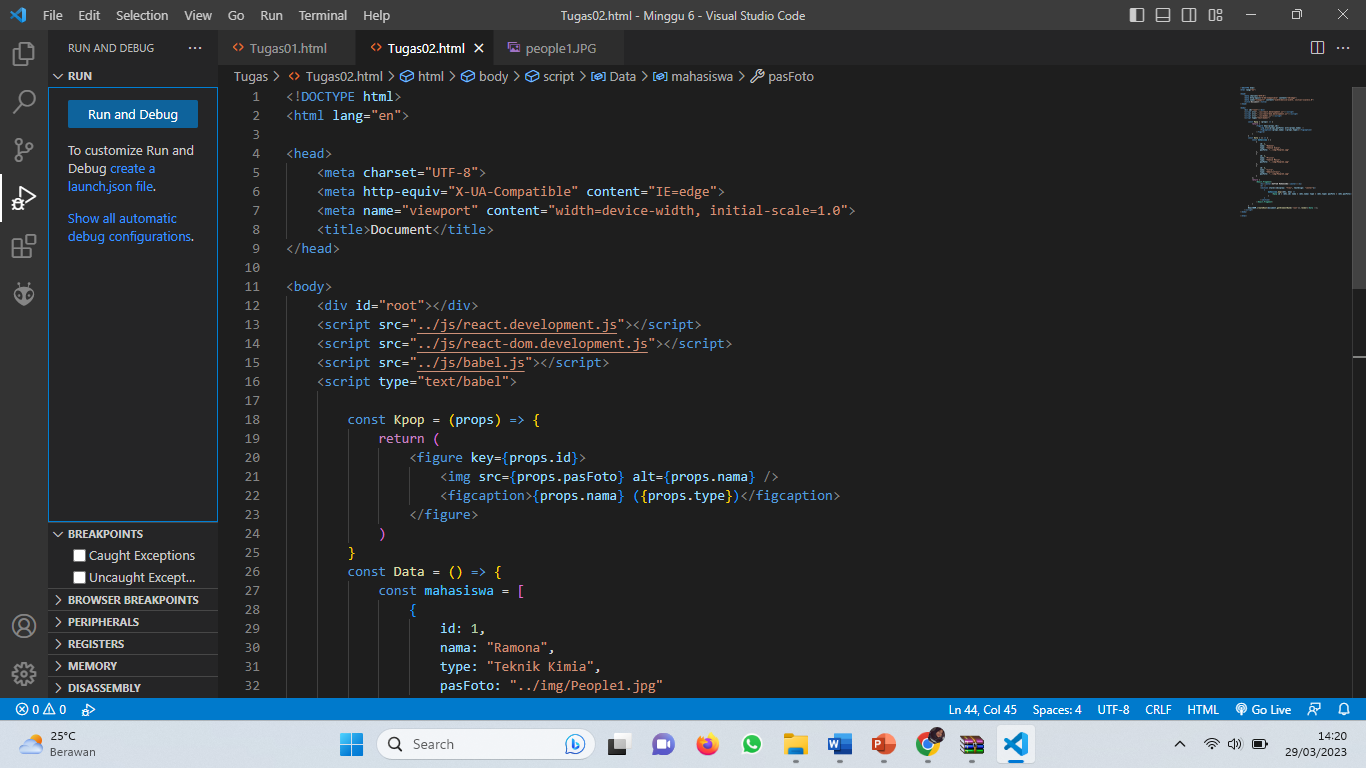 File Edit Selection View Go Run Terminal Help Tugas02.html - Minggu 6 - Visual Studio Code
RUN AND DEBUG ···
RUN
Run and Debug
To customize Run and
Debug create a
launch.json file.
Show all automatic
debug configurations.
BREAKPOINTS
Caught Exceptions
Uncaught Except...
BROWSER BREAKPOINTS
PERIPHERALS
REGISTERS
MEMORY
DISASSEMBLY
Tugas01.html Tugas02.html people1.JPG
Tugas > Tugas02.html > html > body > script > Data > mahasiswa > pasFoto
1 <!DOCTYPE html>
2 <html lang="en">
3
4 <head>
5 <meta charset="UTF-8">
6 <meta http-equiv="X-UA-Compatible" content="IE=edge">
7 <meta name="viewport" content="width=device-width, initial-scale=1.0">
8 <title>Document</title>
9 </head>
10
11 <body>
12 <div id="root"></div>
13 <script src="../js/react.development.js"></script>
14 <script src="../js/react-dom.development.js"></script>
15 <script src="../js/babel.js"></script>
16 <script type="text/babel">
17
18 const Kpop = (props) => {
19 return (
20 <figure key={props.id}>
21 <img src={props.pasFoto} alt={props.nama} />
22 <figcaption>{props.nama} ({props.type})</figcaption>
23 </figure>
24 )
25 }
26 const Data = () => {
27 const mahasiswa = [
28 {
29 id: 1,
30 nama: "Ramona",
31 type: "Teknik Kimia",
32 pasFoto: "../img/People1.jpg"
0 0 Ln 44, Col 45 Spaces: 4 UTF-8 CRLF HTML Go Live
25°C
Berawan
Search
14:20
29/03/2023